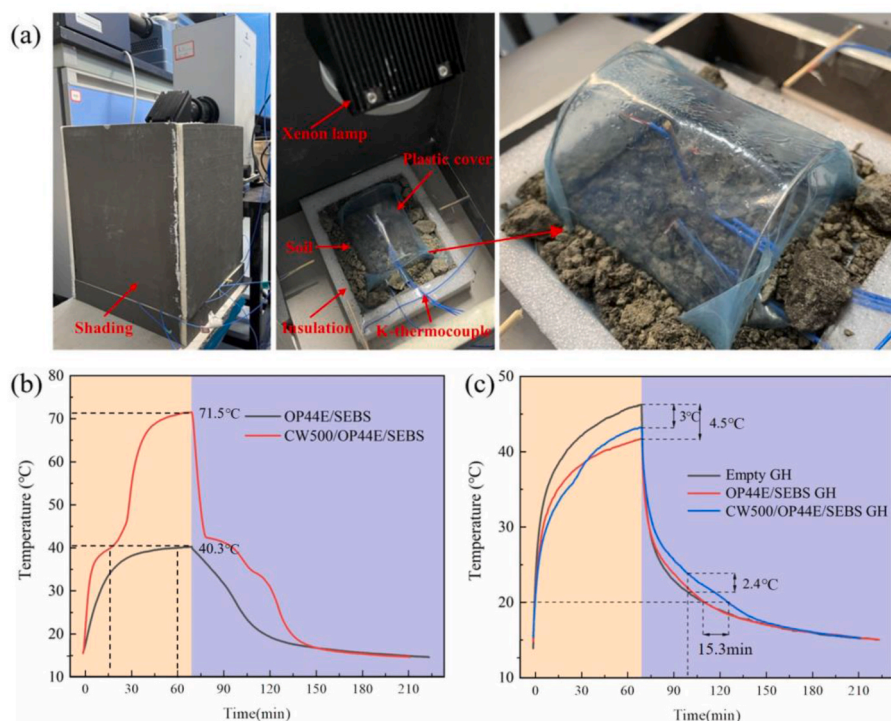 (a)
Shading
Xenon lamp
Plastic cover
Soil
Insulation
K-thermocouple
(b)
80
70
60
50
40
30
20
10
Temperature (℃)
71.5℃
40.3℃
OP44E/SEBS
CW500/OP44E/SEBS
0
30
60
90
120
150
180
210
Time(min)
(c)
50
40
30
20
10
Temperature (℃)
3℃
4.5℃
Empty GH
OP44E/SEBS GH
CW500/OP44E/SEBS GH
2.4℃
15.3min
0
30
60
90
120
150
180
210
Time(min)